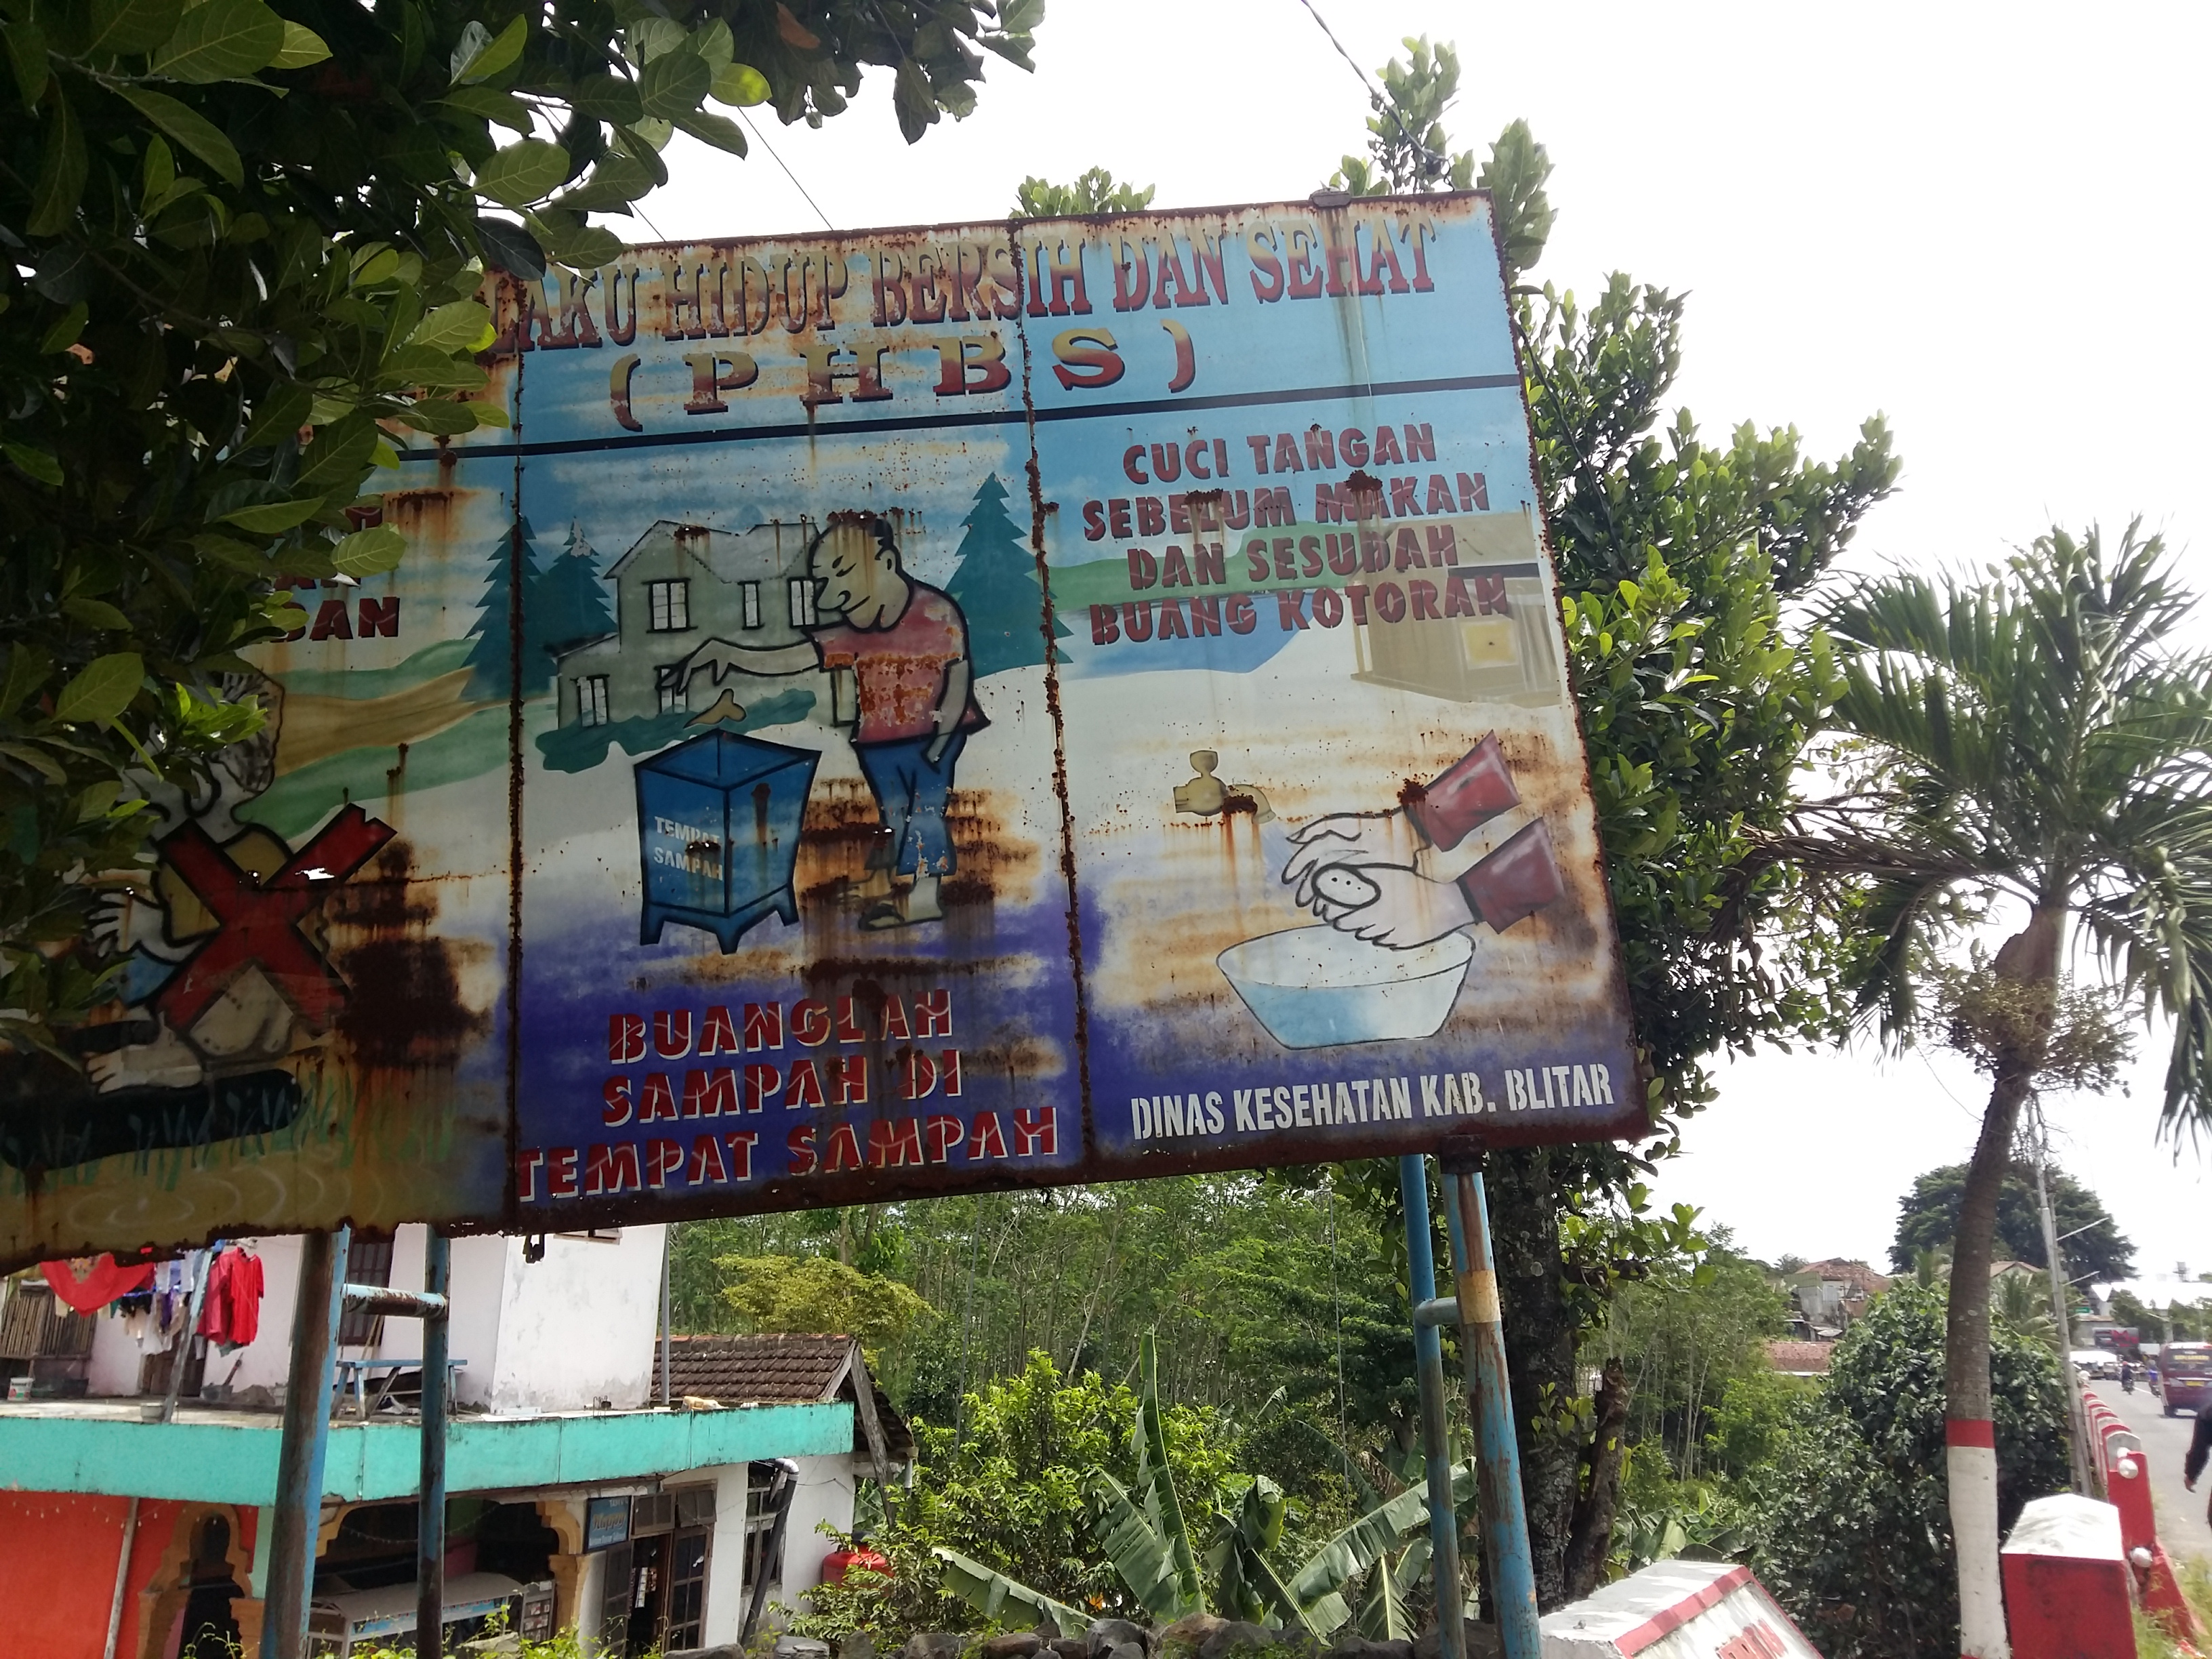 LAKU HIDUP BERSIH DAN SEHAT
( P H B S )
TEMPAT
SAMPAH
BUANGLAH
SAMPAH DI
TEMPAT SAMPAH
CUCI TANGAN
SEBELUM MAKAN
DAN SESUDAH
BUANG KOTORAN
DINAS KESEHATAN KAB. BLITAR